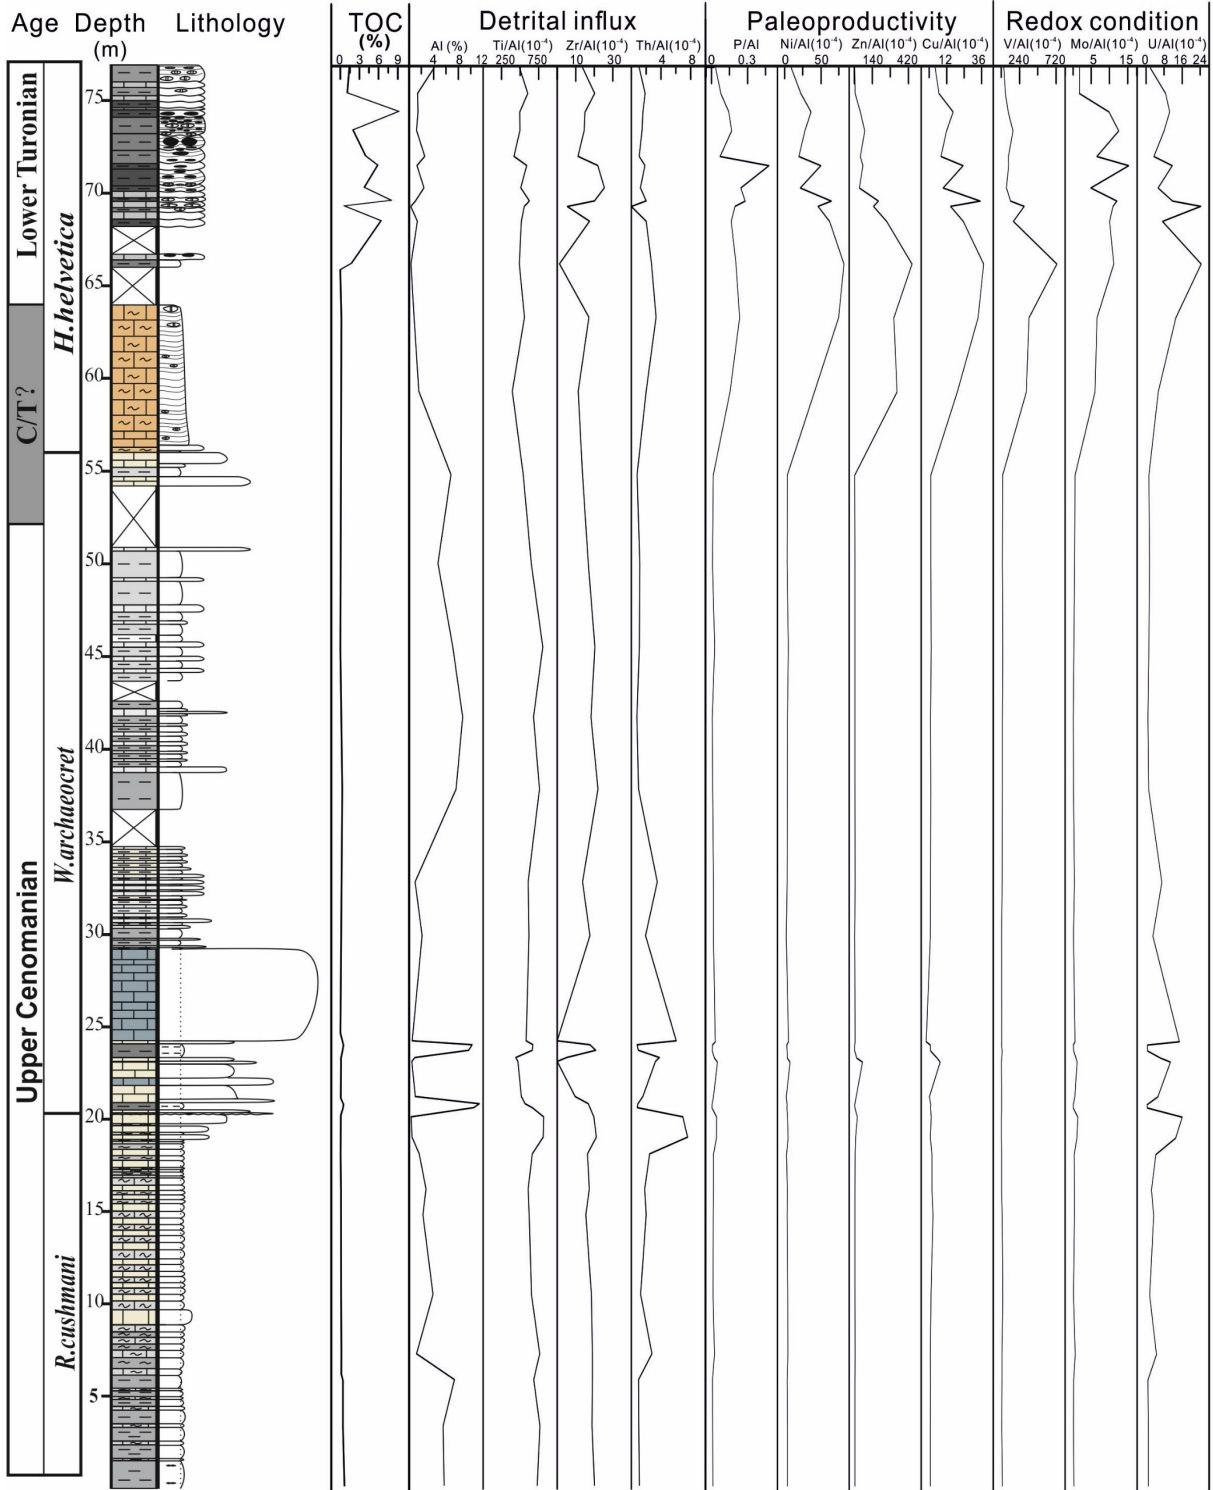 Age Depth Lithology TOC Detrital influx Paleoproductivity Redox condition
(m) (%) Al (%) Ti/Al(10⁻⁴) Zr/Al(10⁻⁴) Th/Al(10⁻⁴) P/Al Ni/Al(10⁻⁴) Zn/Al(10⁻⁴) Cu/Al(10⁻⁴) V/Al(10⁻⁴) Mo/Al(10⁻⁴) U/Al(10⁻⁴)
0 3 6 9 4 8 12 250 750 10 30 4 8 0 0.3 0 50 140 420 12 36 240 720 5 15 0 8 16 24
Lower Turonian
C/T?
Upper Cenomanian
H.helvetica
W.archaeocret
R.cushmani
75
70
65
60
55
50
45
40
35
30
25
20
15
10
5